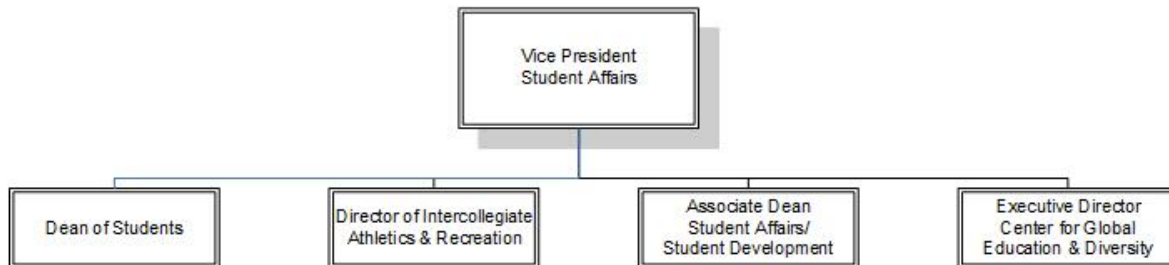 Vice President
Student Affairs
Dean of Students
Director of Intercollegiate
Athletics & Recreation
Associate Dean
Student Affairs/
Student Development
Executive Director
Center for Global
Education & Diversity